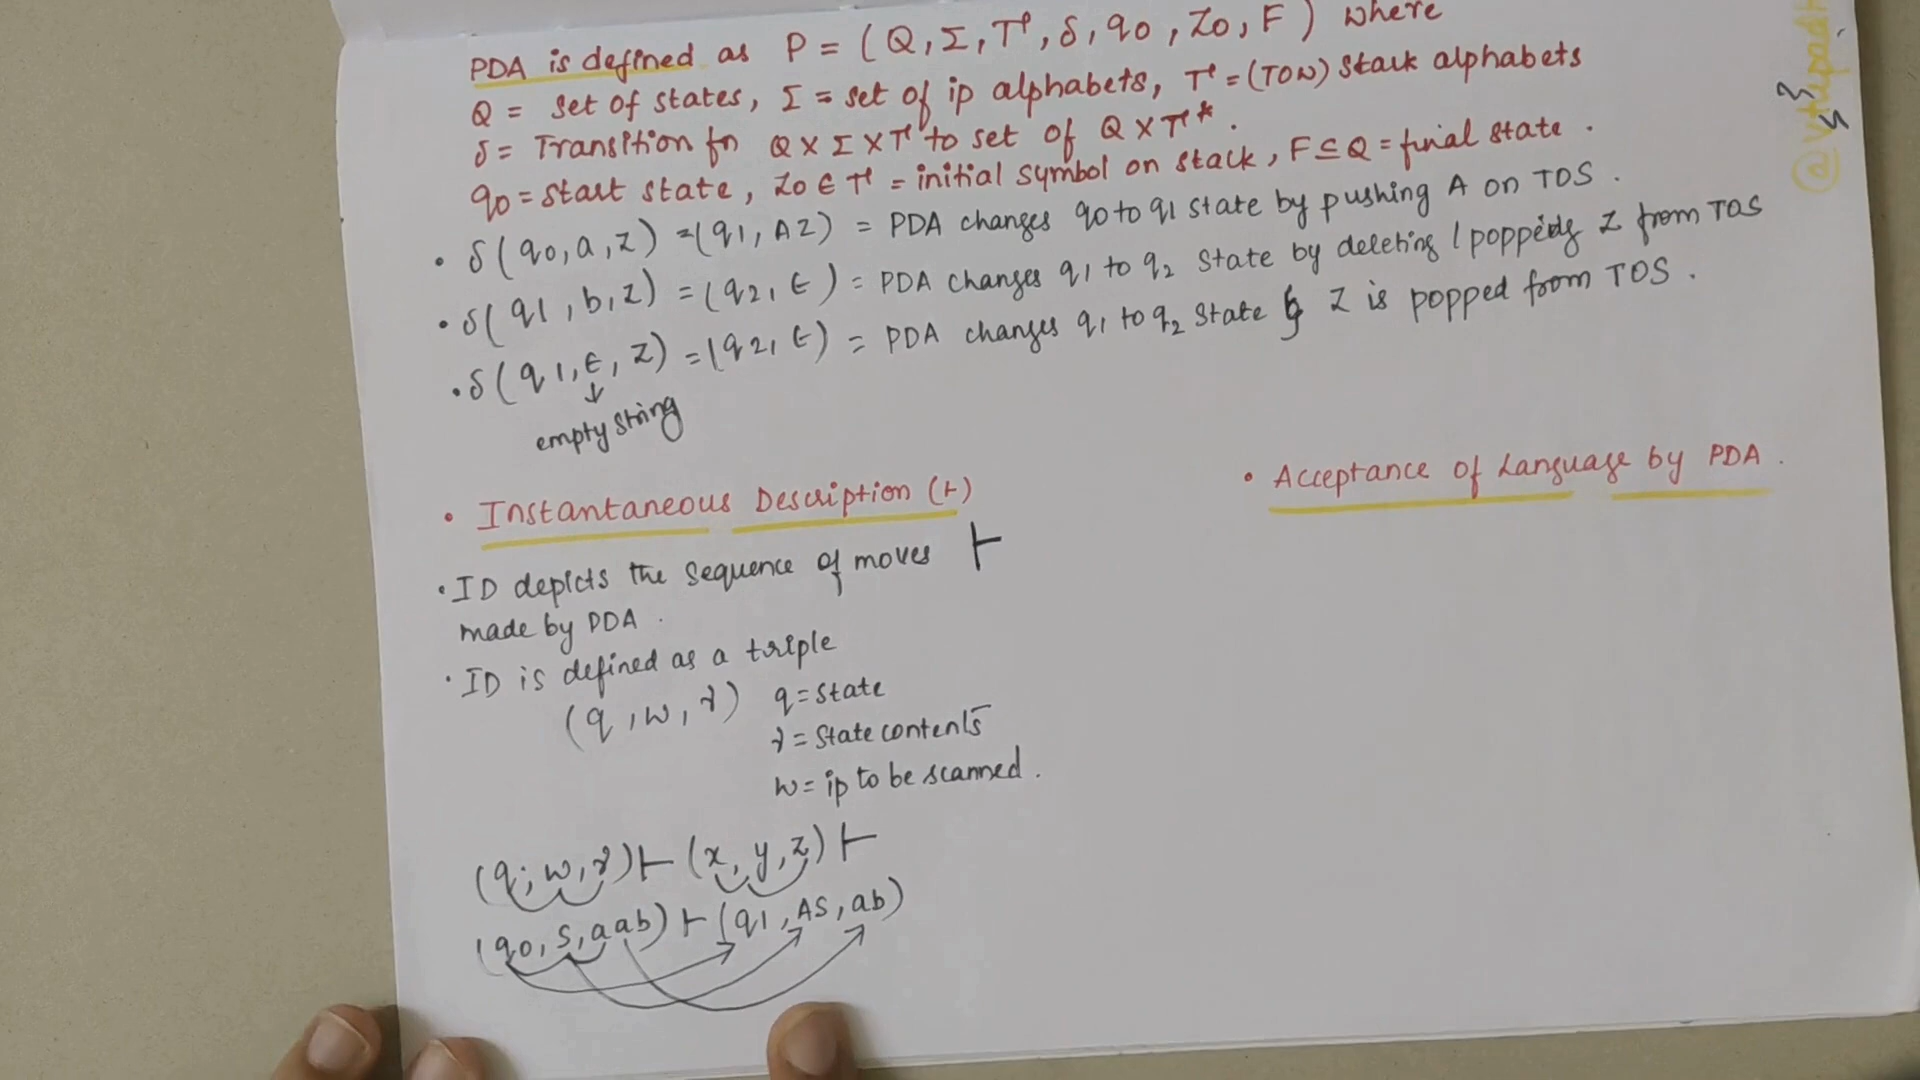 PDA is defined as P = (Q, Σ, Γ, δ, q0, Z0, F) where
Q = set of states, Σ = set of ip alphabets, Γ = (TOW) Stack alphabets
δ = Transition fn Q X Σ X Γ to set of Q X Γ*.
q0 = start state, Z0 ∈ Γ = initial symbol on stack, F ⊆ Q = final state.
• δ(q0, a, Z) = (q1, AZ) = PDA changes q0 to q1 state by pushing A on TOS.
• δ(q1, b, Z) = (q2, ϵ) = PDA changes q1 to q2 State by deleting / popping Z from TOS
• δ(q1, ϵ, Z) = (q2, ϵ) = PDA changes q1 to q2 State & Z is popped from TOS.
↓
empty string
• Instantaneous Description (⊢)
• ID depicts the sequence of moves ⊢
made by PDA.
• ID is defined as a triple
(q, w, γ) q = state
γ = State contents
w = ip to be scanned.
(q, w, γ) ⊢ (x, y, z) ⊢
(q0, S, aab) ⊢ (q1, AS, ab)
• Acceptance of Language by PDA.